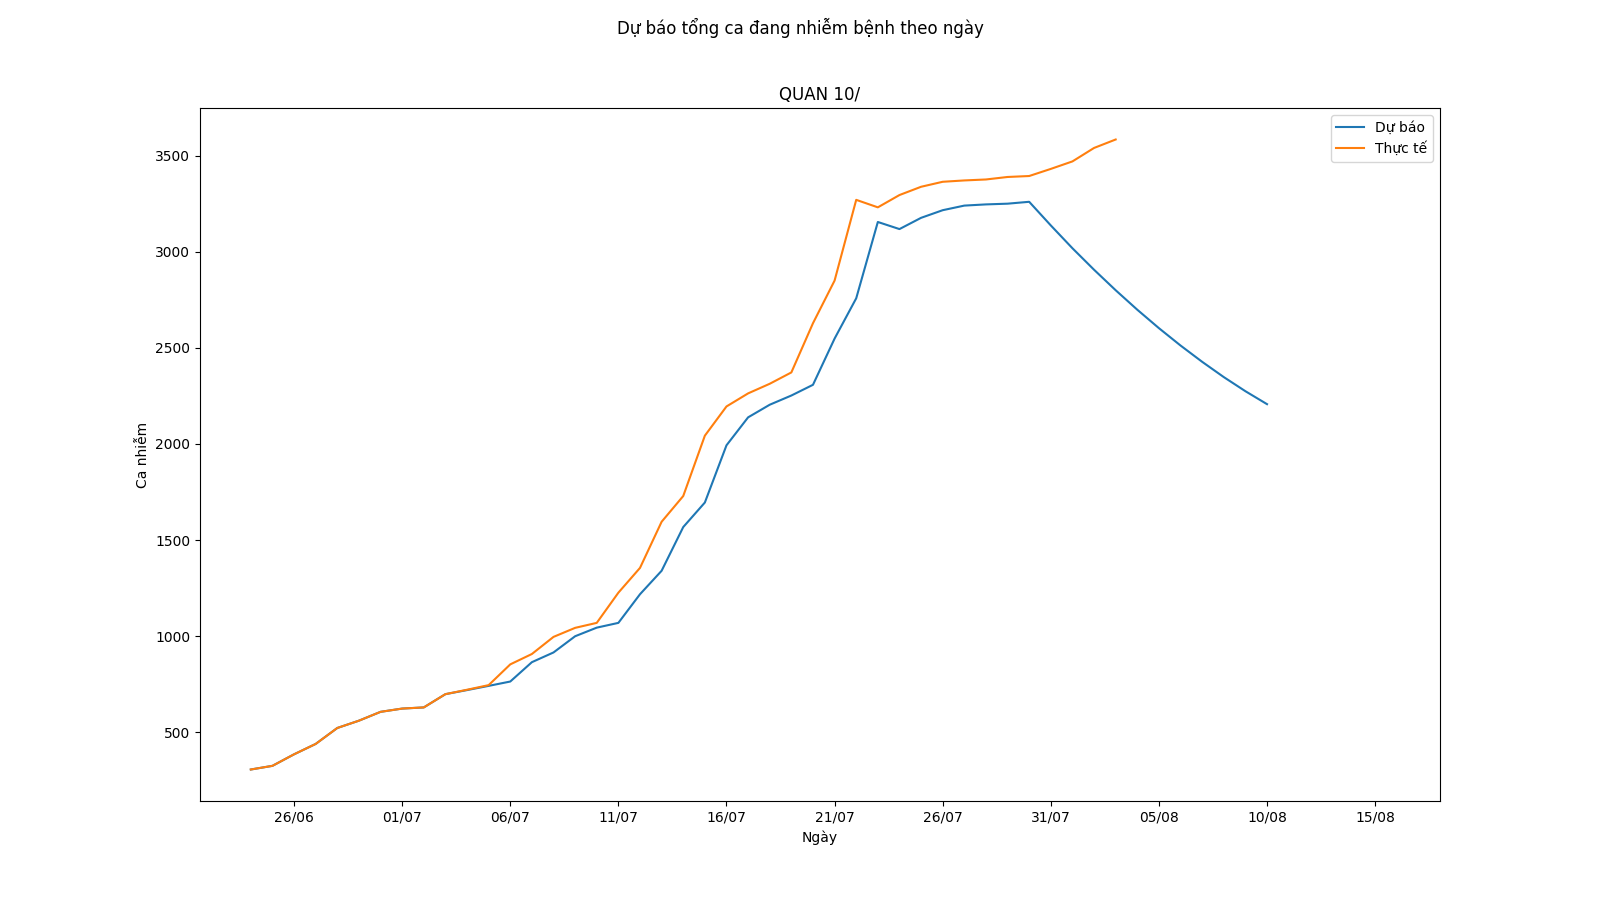 Dự báo tổng ca đang nhiễm bệnh theo ngày
QUAN 10/
Dự báo
Thực tế
3500
3000
2500
2000
1500
1000
500
Ca nhiễm
26/06 01/07 06/07 11/07 16/07 21/07 26/07 31/07 05/08 10/08 15/08
Ngày